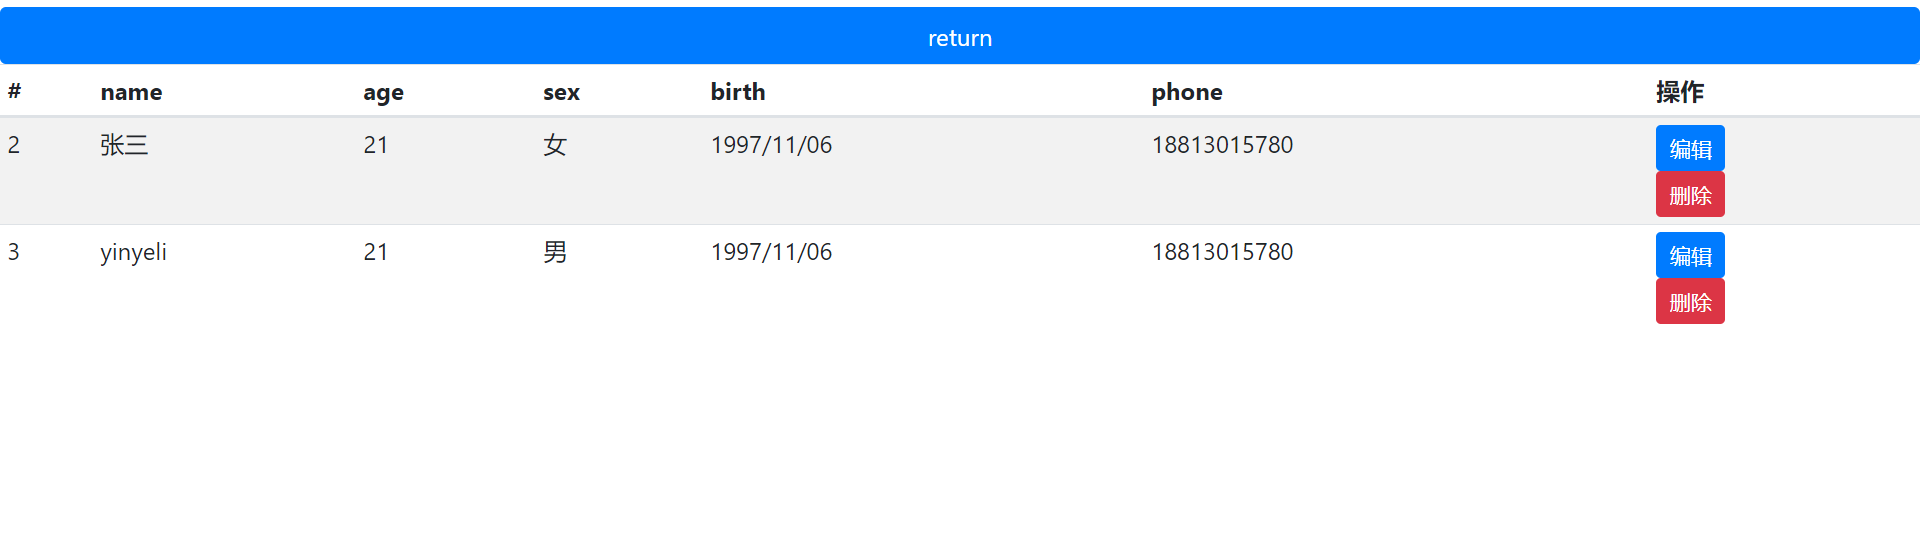 return
# name age sex birth phone 操作
2 张三 21 女 1997/11/06 18813015780 编辑
删除
3 yinyeli 21 男 1997/11/06 18813015780 编辑
删除